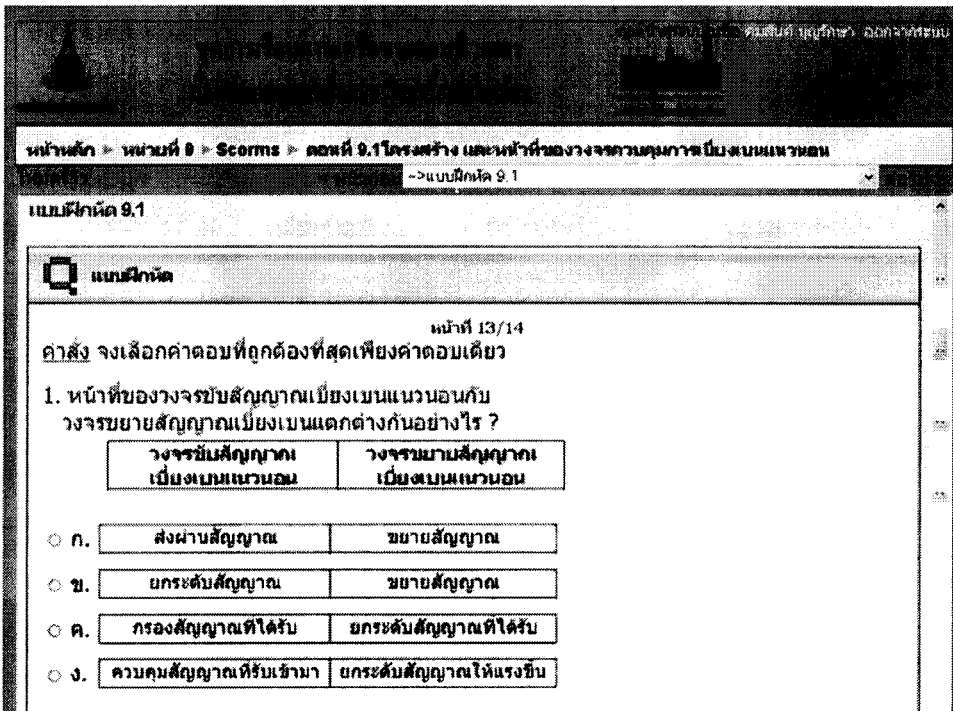 ออกจากระบบ
หน้าหลัก ► หน่วยที่ 9 ► Scorms ► ตอนที่ 9.1โครงสร้าง และหน้าที่ของวงจรควบคุมการเบี่ยงเบนแนวนอน
~>แบบฝึกหัด 9.1
แบบฝึกหัด 9.1
แบบฝึกหัด
หน้าที่ 13/14
คำสั่ง จงเลือกคำตอบที่ถูกต้องที่สุดเพียงคำตอบเดียว
1. หน้าที่ของวงจรขับสัญญาณเบี่ยงเบนแนวนอนกับ
วงจรขยายสัญญาณเบี่ยงเบนแตกต่างกันอย่างไร ?
วงจรขับสัญญาณ วงจรขยายสัญญาณ
เบี่ยงเบนแนวนอน เบี่ยงเบนแนวนอน
ก. ส่งผ่านสัญญาณ ขยายสัญญาณ
ข. ยกระดับสัญญาณ ขยายสัญญาณ
ค. กรองสัญญาณที่ได้รับ ยกระดับสัญญาณที่ได้รับ
ง. ควบคุมสัญญาณที่รับเข้ามา ยกระดับสัญญาณให้แรงขึ้น